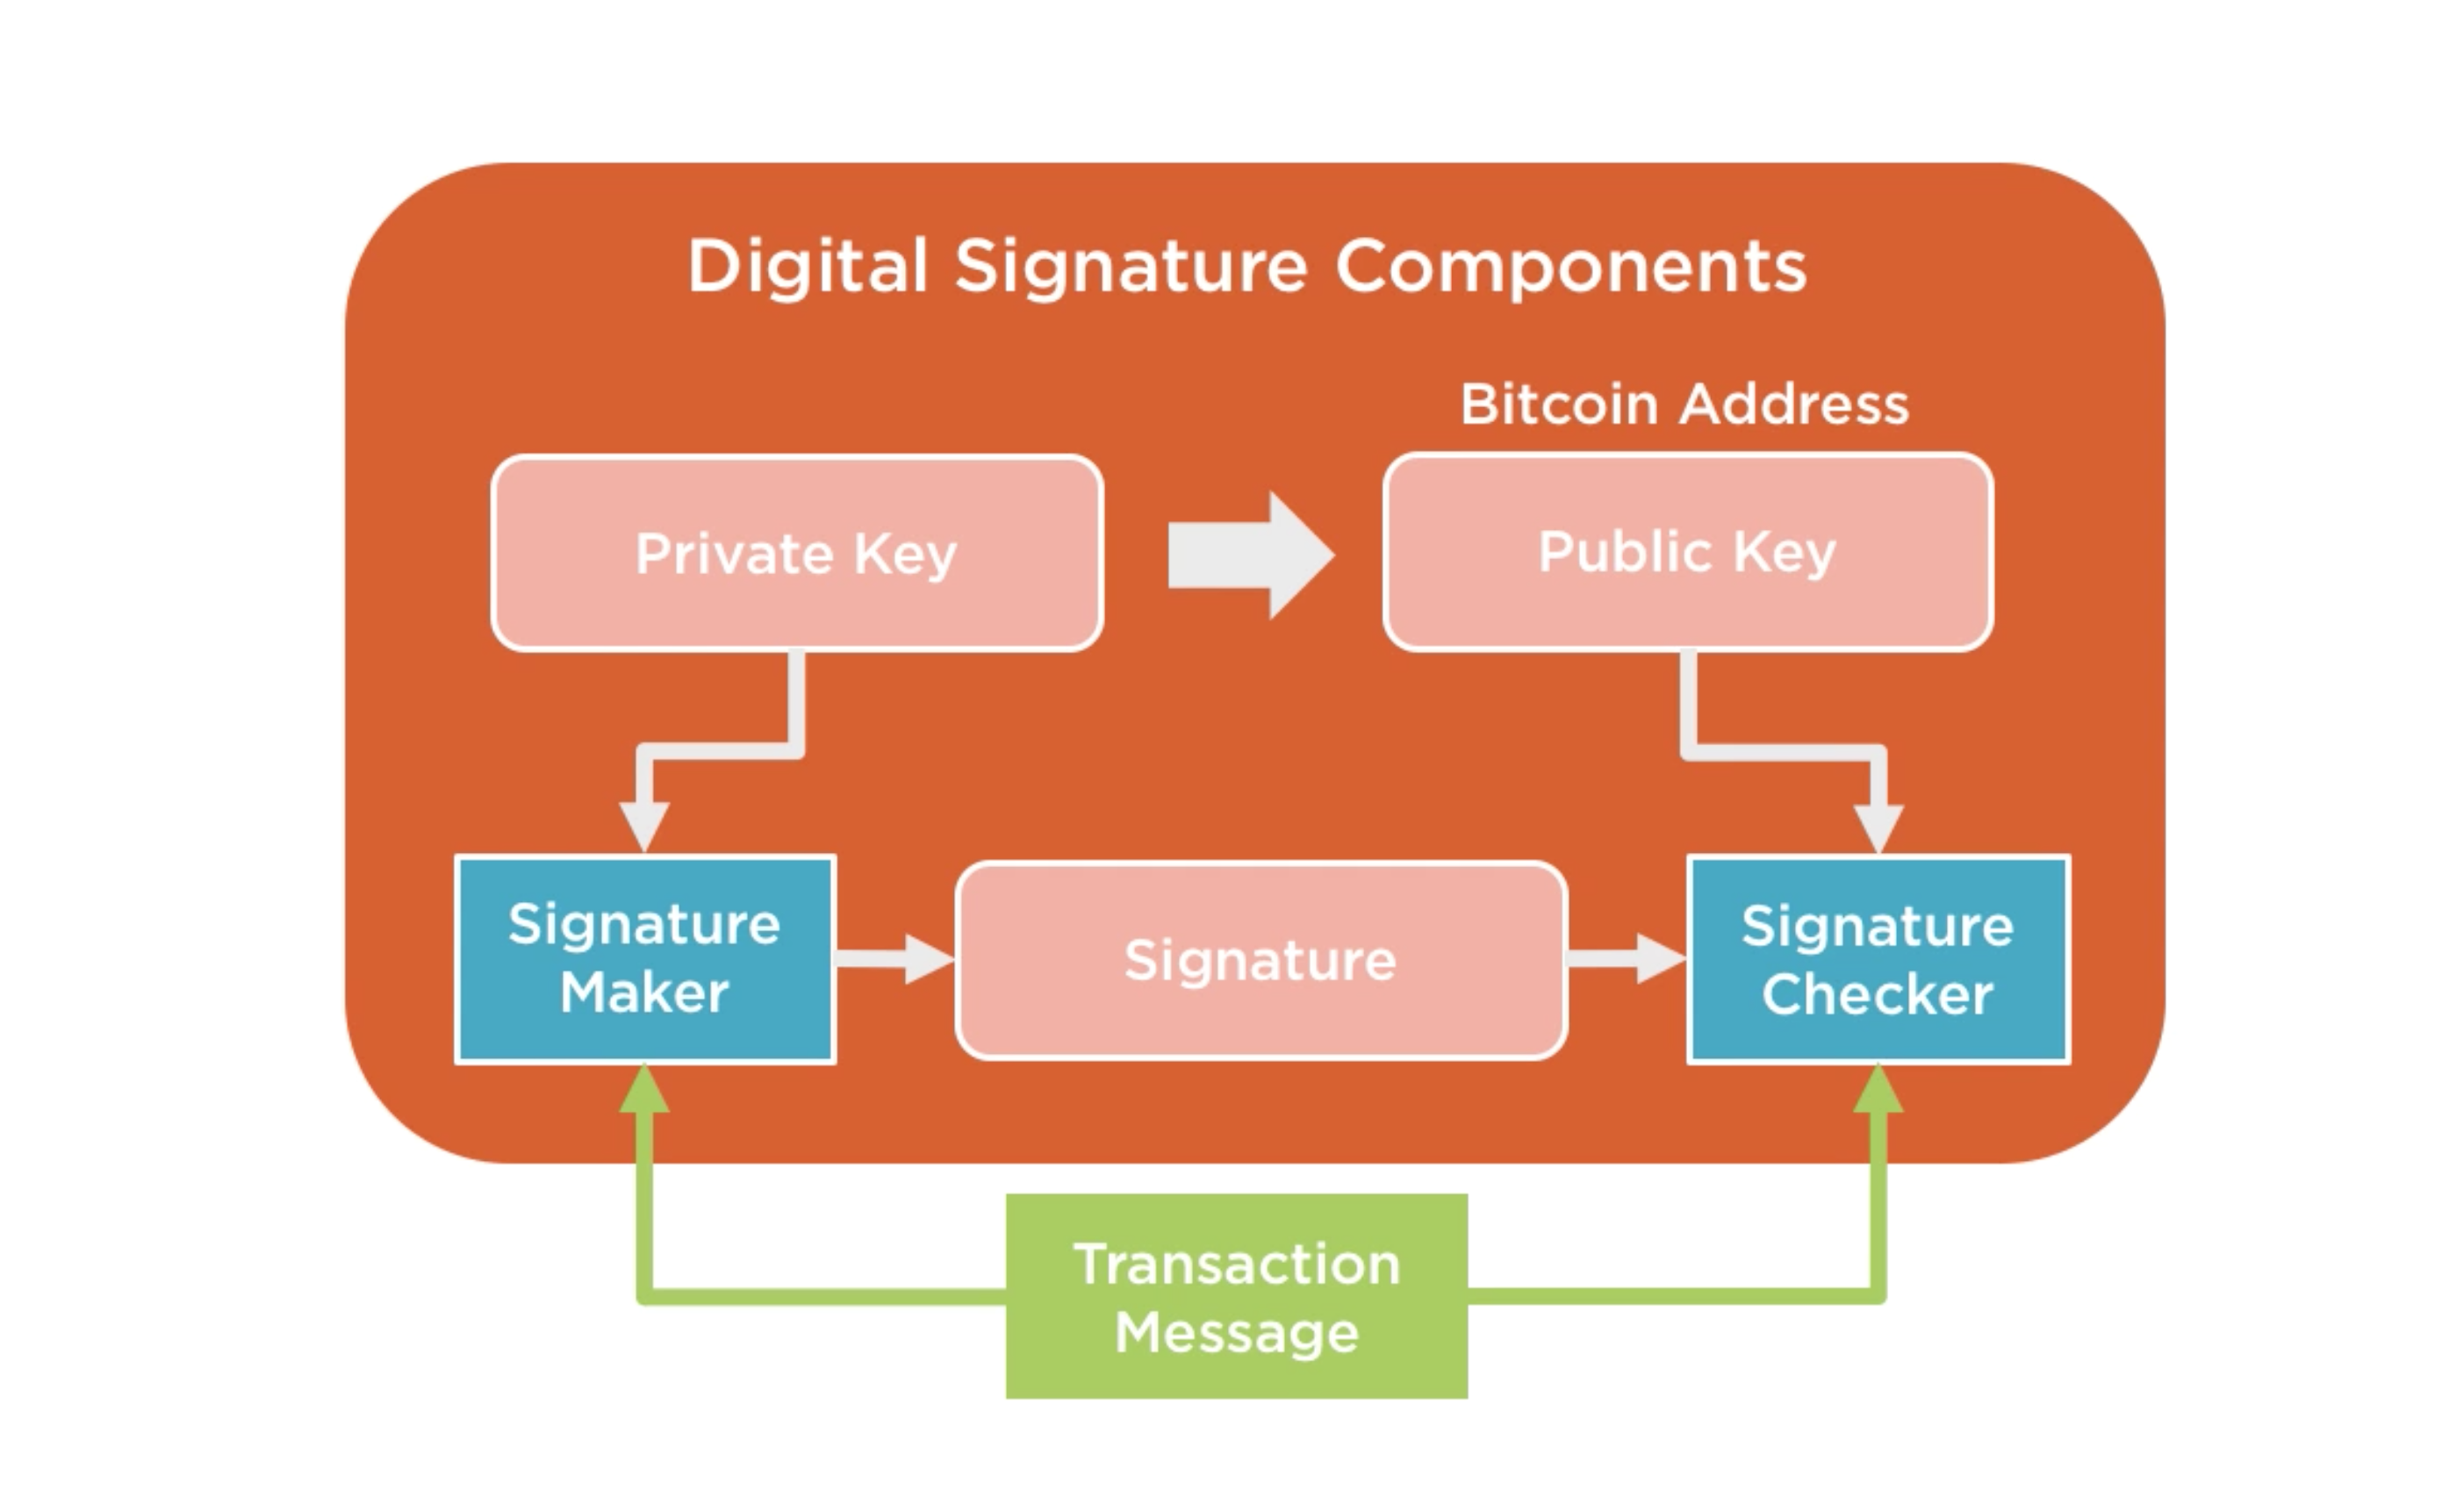 Digital Signature Components
Bitcoin Address
Private Key
Public Key
Signature
Maker
Signature
Signature
Checker
Transaction
Message